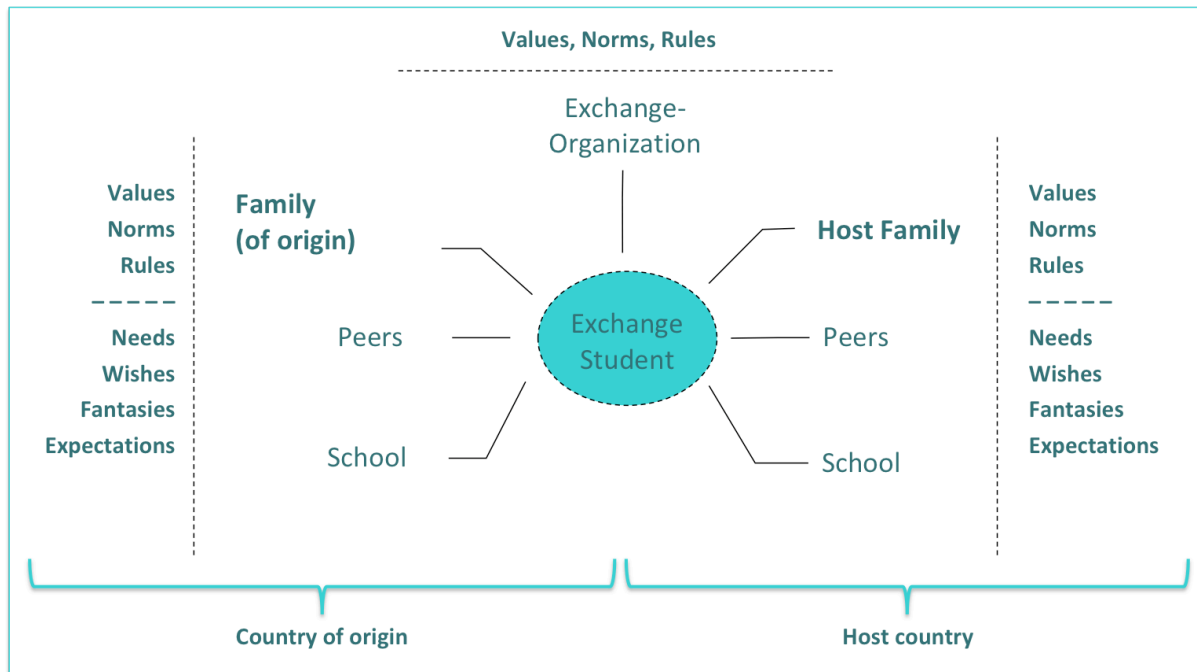 Values, Norms, Rules
Exchange-
Organization
Values
Norms
Rules
Needs
Wishes
Fantasies
Expectations
Family
(of origin)
Peers
School
Exchange
Student
Host Family
Peers
School
Values
Norms
Rules
Needs
Wishes
Fantasies
Expectations
Country of origin
Host country